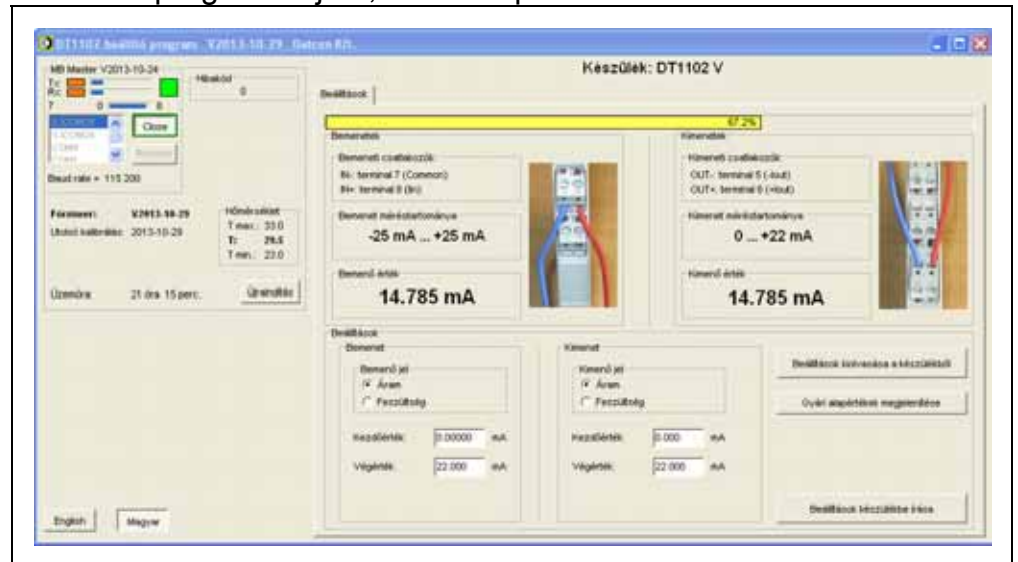 DT1102 beállító program V2013-10-29 Datcon Kft.
MB Master V2013-10-24
Tx:
Rx:
7 0 8
Close
Baud rate = 115 200
Hibakód
0
Förmver: V2013-10-29
Utolsó kalibrálás: 2013-10-29
Hőmérséklet
T max.: 33.0
T: 29.5
T min.: 23.0
Üzemóra: 21 óra 15 perc.
Újraindítás
English
Magyar
Készülék: DT1102 V
Beállítások
67.2%
Bemenetek
Bemeneti csatlakozók:
IN-: terminal 7 (Common)
IN+: terminal 8 (In)
Bemenet méréstartománya
-25 mA ... +25 mA
Bemenő érték
14.785 mA
Kimenetek
Kimeneti csatlakozók:
OUT-: terminal 5 (-Iout)
OUT+: terminal 6 (+Iout)
Kimenet méréstartománya
0 ... +22 mA
Kimenő érték
14.785 mA
Beállítások
Bemenet
Bemenő jel
Áram
Feszültség
Kezdőérték: 0.00000 mA
Végérték: 22.000 mA
Kimenet
Kimenő jel
Áram
Feszültség
Kezdőérték: 0.000 mA
Végérték: 22.000 mA
Beállítások kiolvasása a készülékből
Gyári alapértékek megjelenítése
Beállítások készülékbe írása